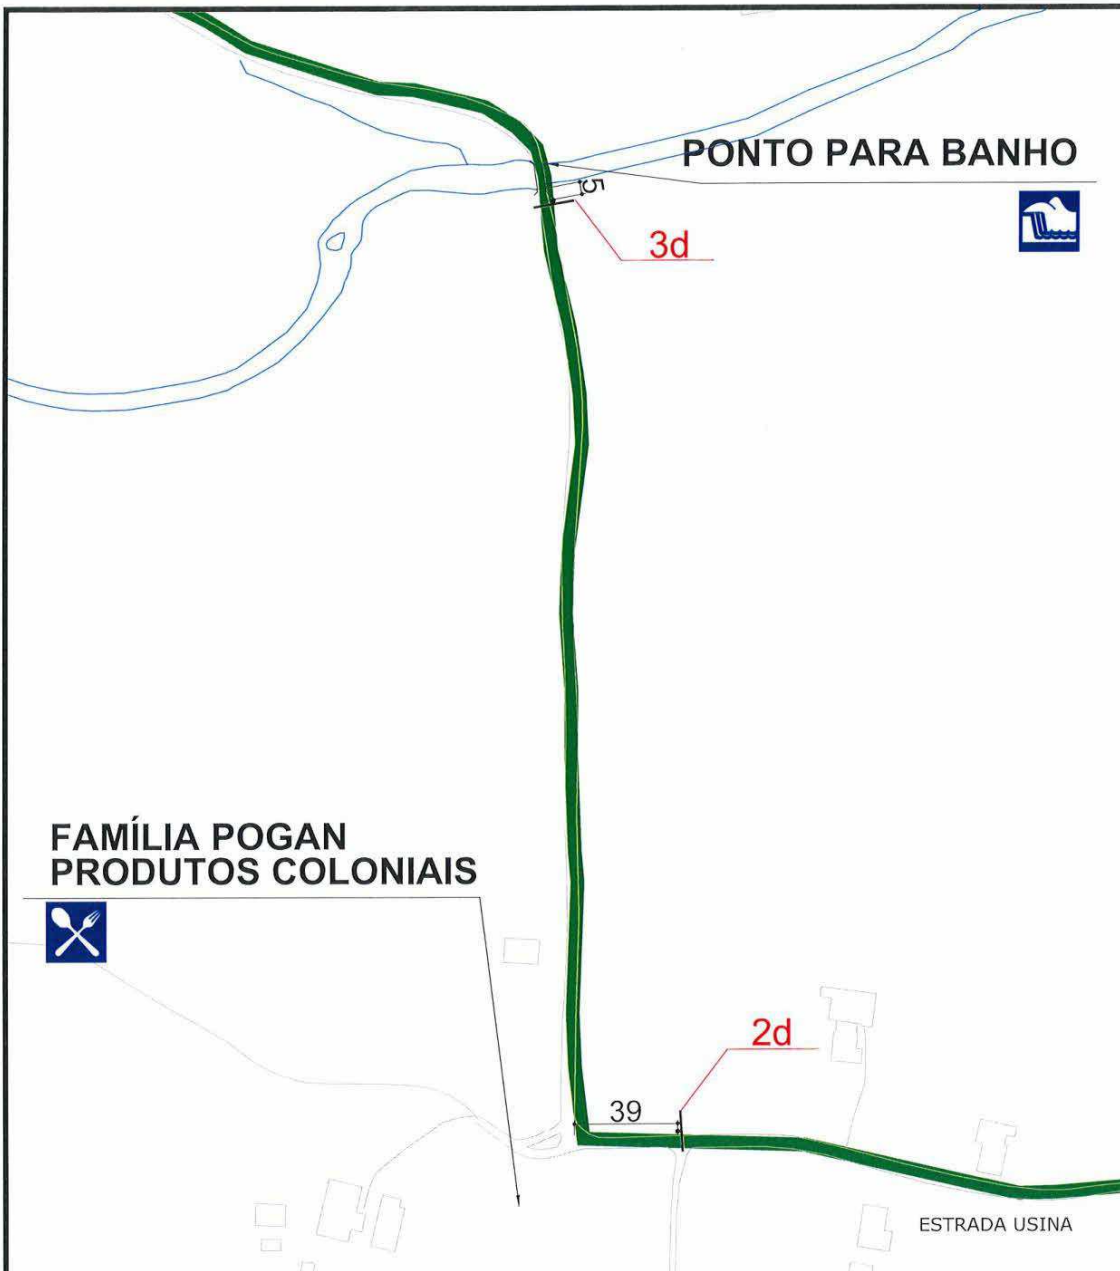 PONTO PARA BANHO
5
3d
FAMÍLIA POGAN
PRODUTOS COLONIAIS
2d
39
ESTRADA USINA